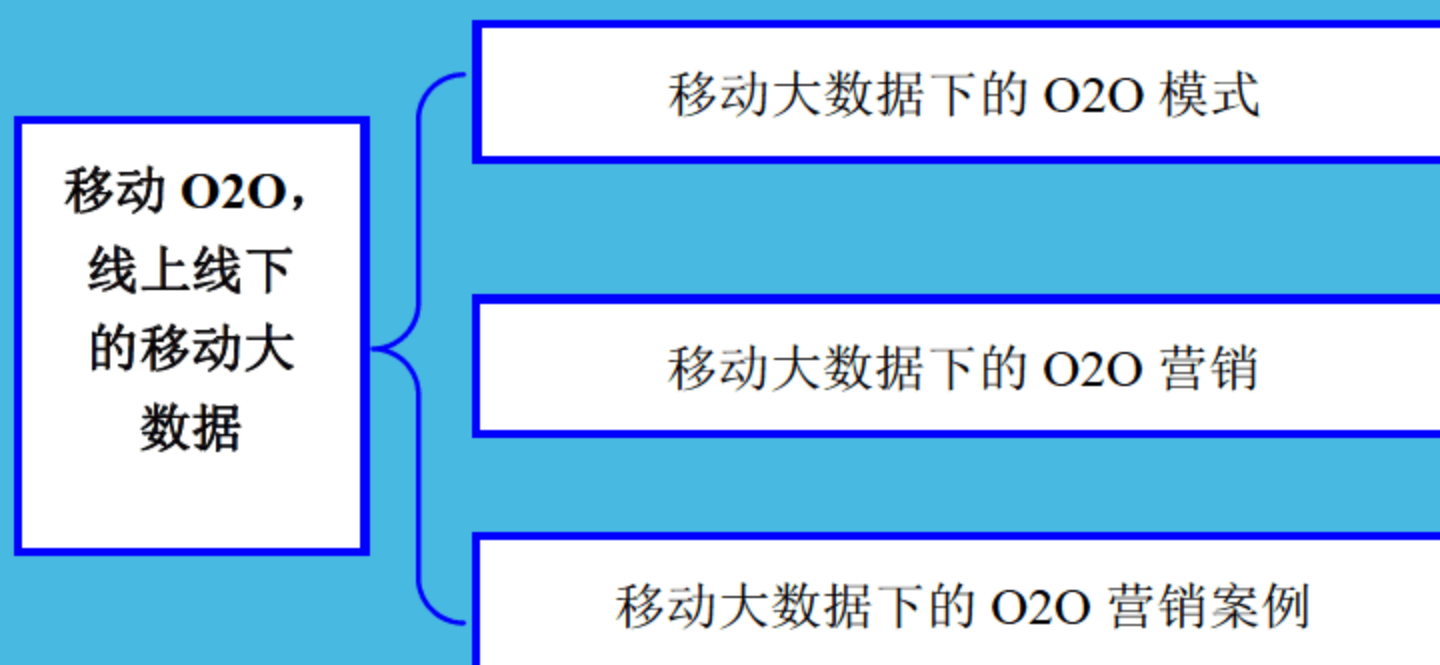 移动 O2O，
线上线下
的移动大
数据
移动大数据下的 O2O 模式
移动大数据下的 O2O 营销
移动大数据下的 O2O 营销案例